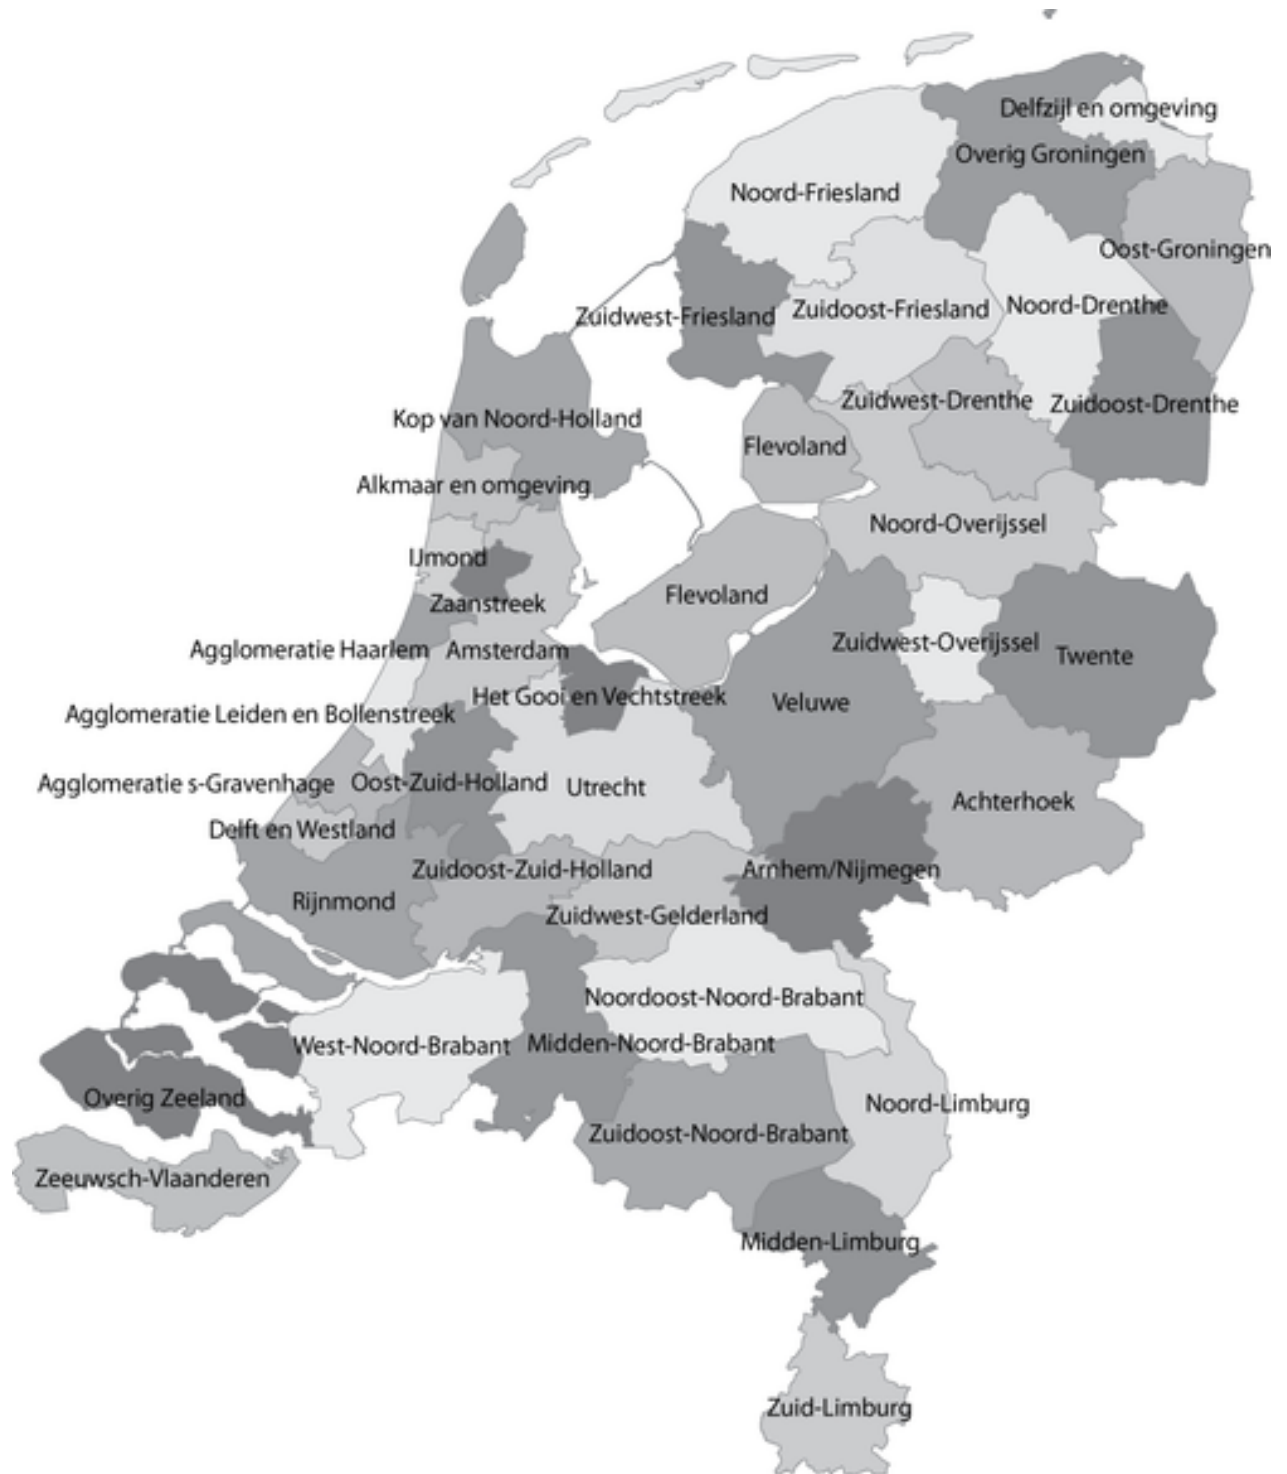 Delfzijl en omgeving
Overig Groningen
Noord-Friesland
Oost-Groningen
Noord-Drenthe
Zuidoost-Friesland
Zuidwest-Friesland
Zuidwest-Drenthe
Zuidoost-Drenthe
Kop van Noord-Holland
Flevoland
Alkmaar en omgeving
Noord-Overijssel
IJmond
Flevoland
Zaanstreek
Zuidwest-Overijssel
Agglomeratie Haarlem
Amsterdam
Twente
Het Gooi en Vechtstreek
Veluwe
Agglomeratie Leiden en Bollenstreek
Agglomeratie s-Gravenhage
Oost-Zuid-Holland
Utrecht
Achterhoek
Delft en Westland
Zuidoost-Zuid-Holland
Arnhem/Nijmegen
Rijnmond
Zuidwest-Gelderland
Noordoost-Noord-Brabant
West-Noord-Brabant
Midden-Noord-Brabant
Overig Zeeland
Noord-Limburg
Zuidoost-Noord-Brabant
Zeeuwsch-Vlaanderen
Midden-Limburg
Zuid-Limburg